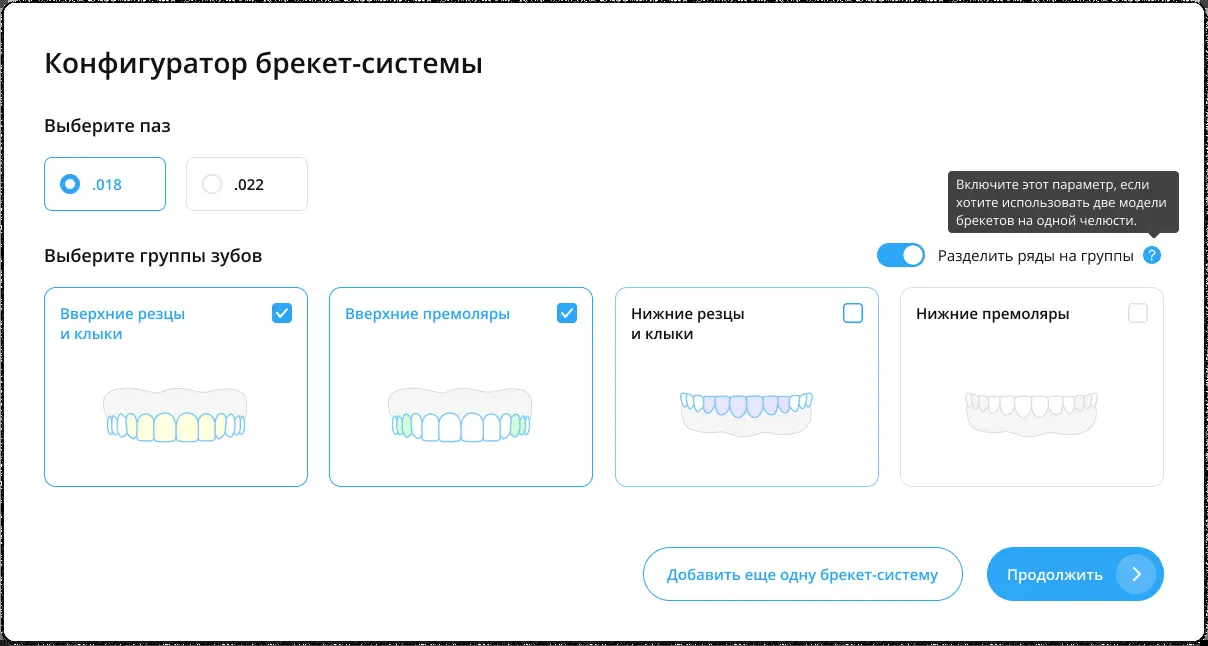 Конфигуратор брекет-системы
Выберите паз
.018
.022
Включите этот параметр, если
хотите использовать две модели
брекетов на одной челюсти.
Выберите группы зубов
Разделить ряды на группы
?
Вверхние резцы
и клыки
Вверхние премоляры
Нижние резцы
и клыки
Нижние премоляры
Добавить еще одну брекет-систему
Продолжить